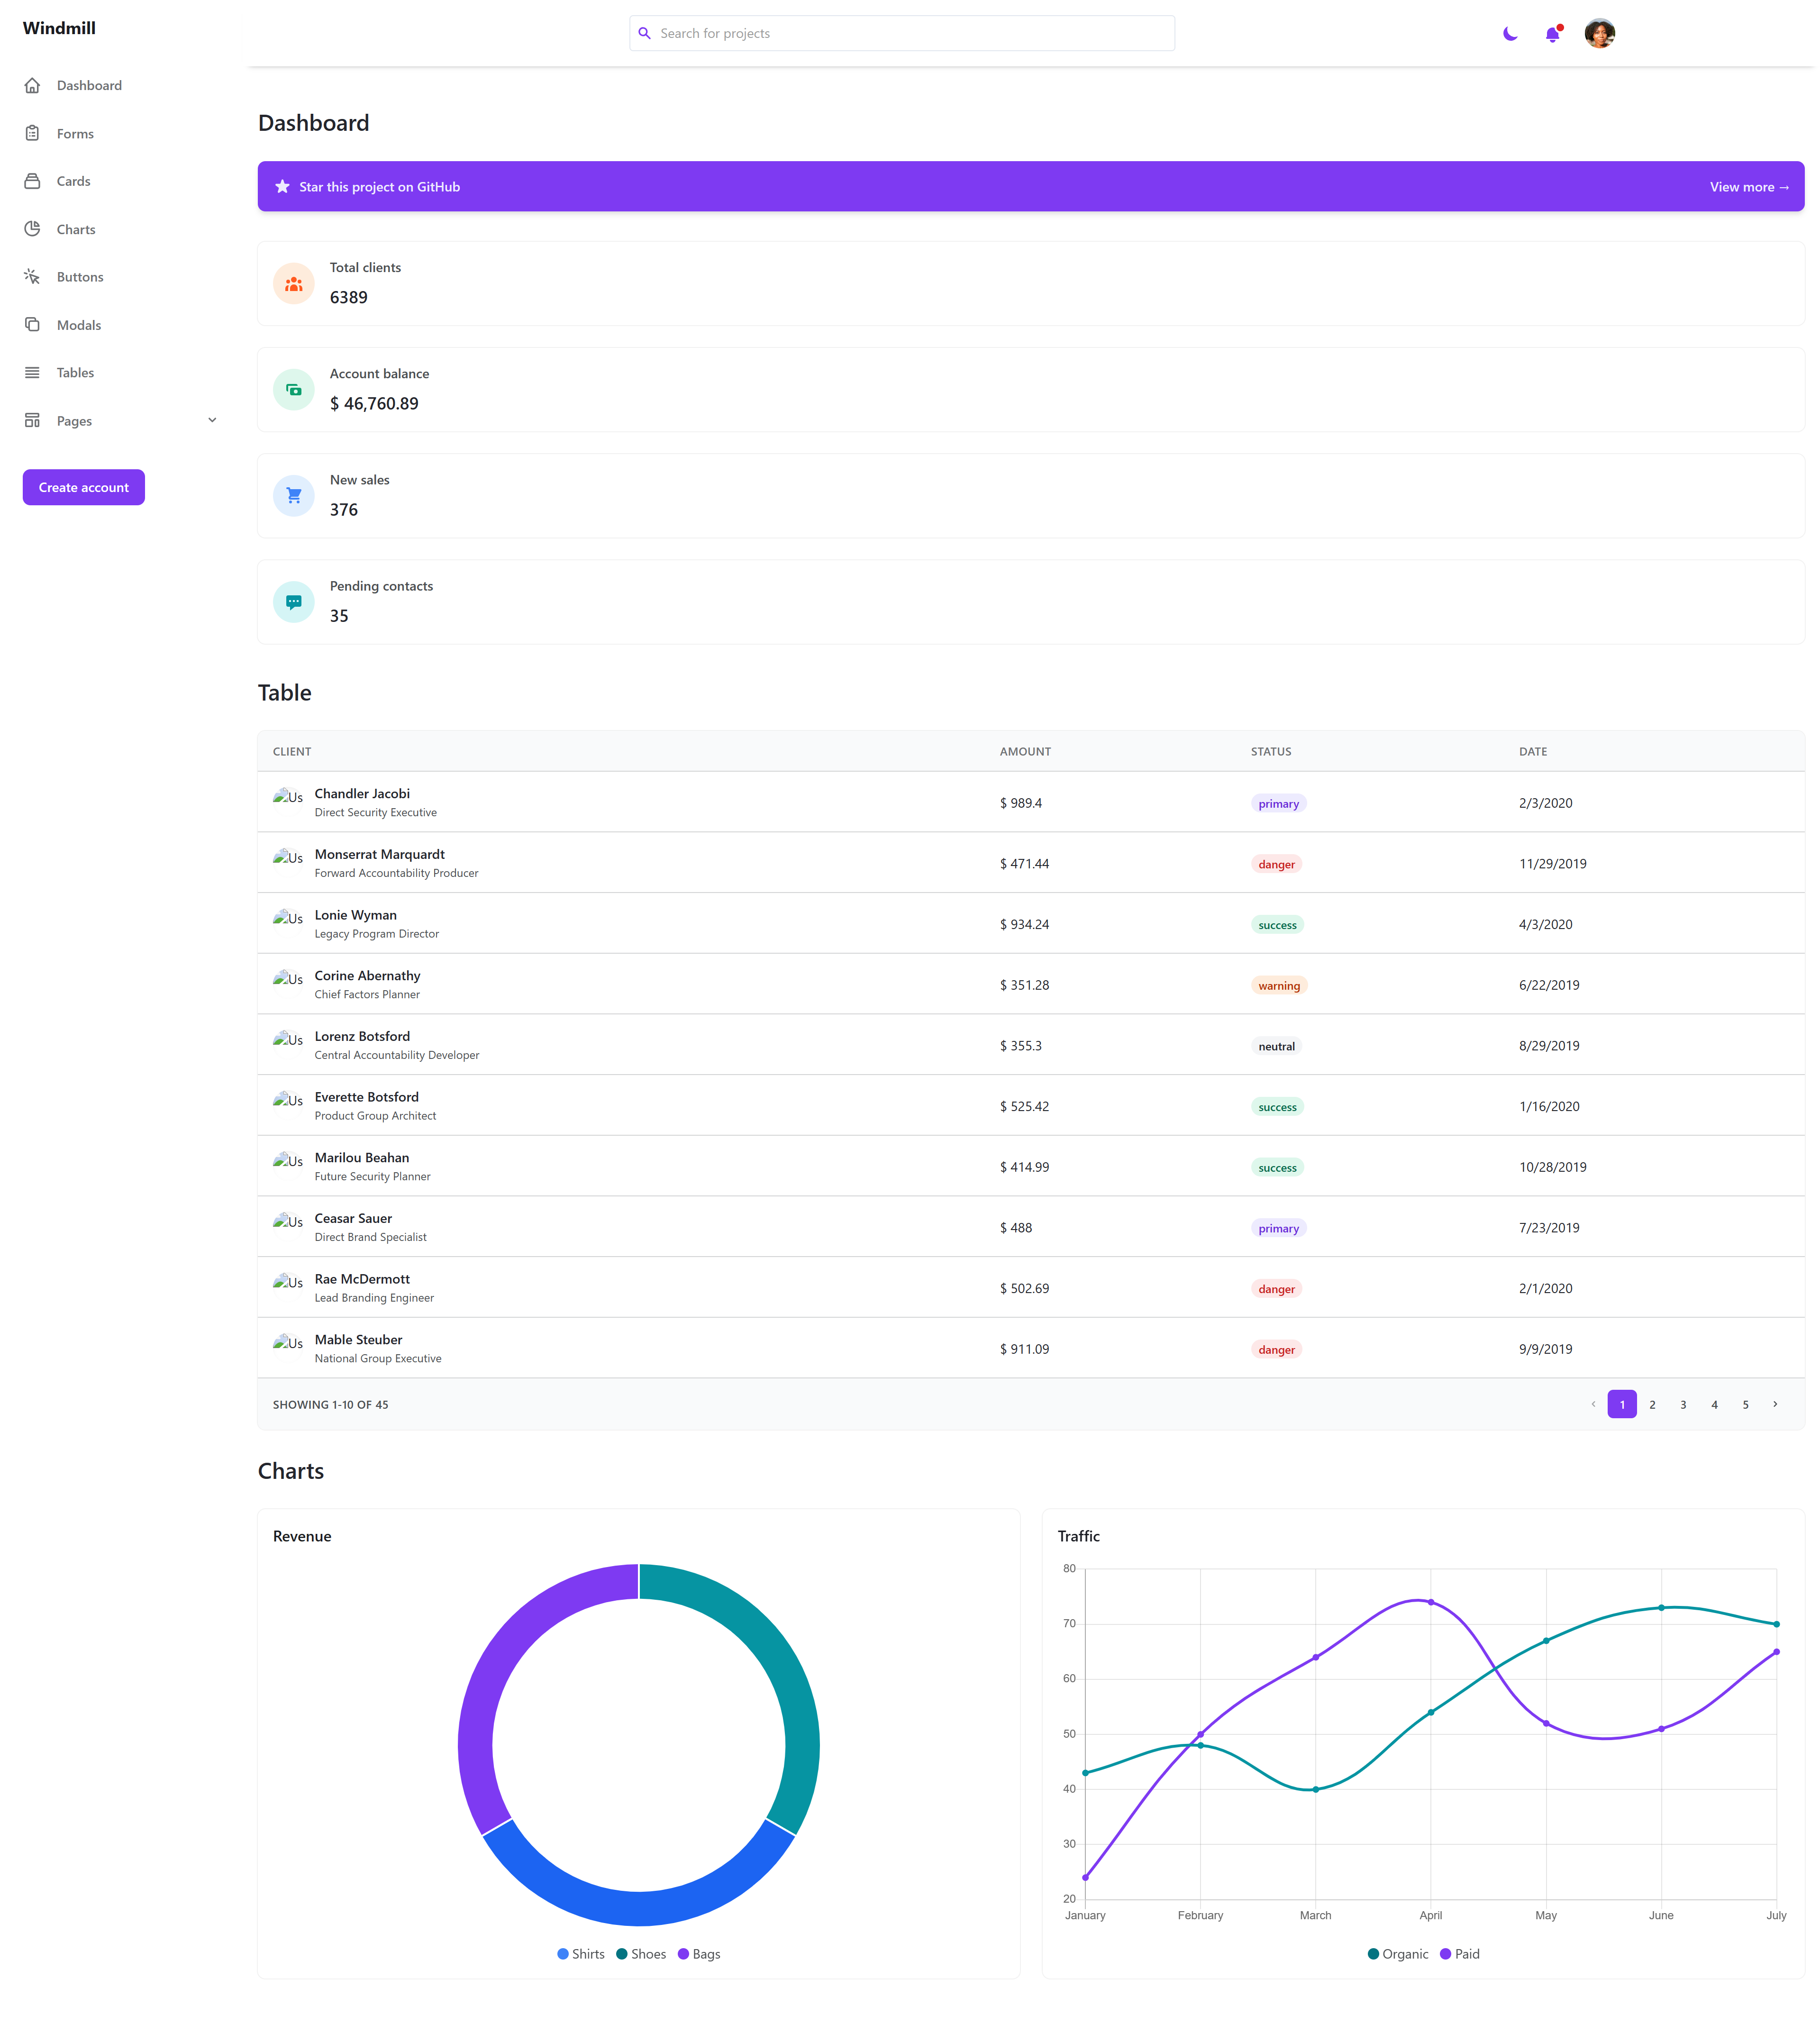 Windmill
Search for projects
Dashboard
Forms
Cards
Charts
Buttons
Modals
Tables
Pages
Create account
Dashboard
Star this project on GitHub
View more →
Total clients
6389
Account balance
$ 46,760.89
New sales
376
Pending contacts
35
Table
CLIENT AMOUNT STATUS DATE
Us Chandler Jacobi
Direct Security Executive
$ 989.4 primary 2/3/2020
Us Monserrat Marquardt
Forward Accountability Producer
$ 471.44 danger 11/29/2019
Us Lonie Wyman
Legacy Program Director
$ 934.24 success 4/3/2020
Us Corine Abernathy
Chief Factors Planner
$ 351.28 warning 6/22/2019
Us Lorenz Botsford
Central Accountability Developer
$ 355.3 neutral 8/29/2019
Us Everette Botsford
Product Group Architect
$ 525.42 success 1/16/2020
Us Marilou Beahan
Future Security Planner
$ 414.99 success 10/28/2019
Us Ceasar Sauer
Direct Brand Specialist
$ 488 primary 7/23/2019
Us Rae McDermott
Lead Branding Engineer
$ 502.69 danger 2/1/2020
Us Mable Steuber
National Group Executive
$ 911.09 danger 9/9/2019
SHOWING 1-10 OF 45
1 2 3 4 5
Charts
Revenue
Shirts Shoes Bags
Traffic
80
70
60
50
40
30
20
January February March April May June July
Organic Paid